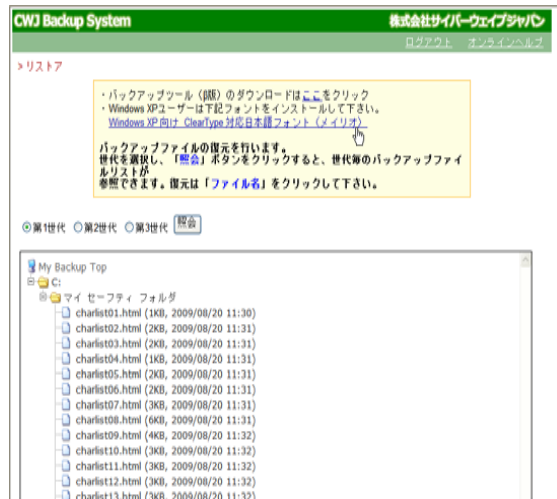 CWJ Backup System 株式会社サイバーウェイブジャパン
ログアウト オンラインヘルプ
> リストア
・バックアップツール（β版）のダウンロードはここをクリック
・Windows XPユーザーは下記フォントをインストールして下さい。
Windows XP 向け ClearType 対応日本語フォント（メイリオ）
バックアップファイルの復元を行います。
世代を選択し、「照会」ボタンをクリックすると、世代毎のバックアップファイ
ルリストが
参照できます。復元は「ファイル名」をクリックして下さい。
第1世代 第2世代 第3世代 照会
My Backup Top
C:
マイ セーフティ フォルダ
charlist01.html (1KB, 2009/08/20 11:30)
charlist02.html (2KB, 2009/08/20 11:31)
charlist03.html (2KB, 2009/08/20 11:31)
charlist04.html (1KB, 2009/08/20 11:31)
charlist05.html (2KB, 2009/08/20 11:31)
charlist06.html (2KB, 2009/08/20 11:31)
charlist07.html (3KB, 2009/08/20 11:31)
charlist08.html (6KB, 2009/08/20 11:31)
charlist09.html (4KB, 2009/08/20 11:32)
charlist10.html (3KB, 2009/08/20 11:32)
charlist11.html (3KB, 2009/08/20 11:32)
charlist12.html (3KB, 2009/08/20 11:32)
charlist13.html (3KB, 2009/08/20 11:32)